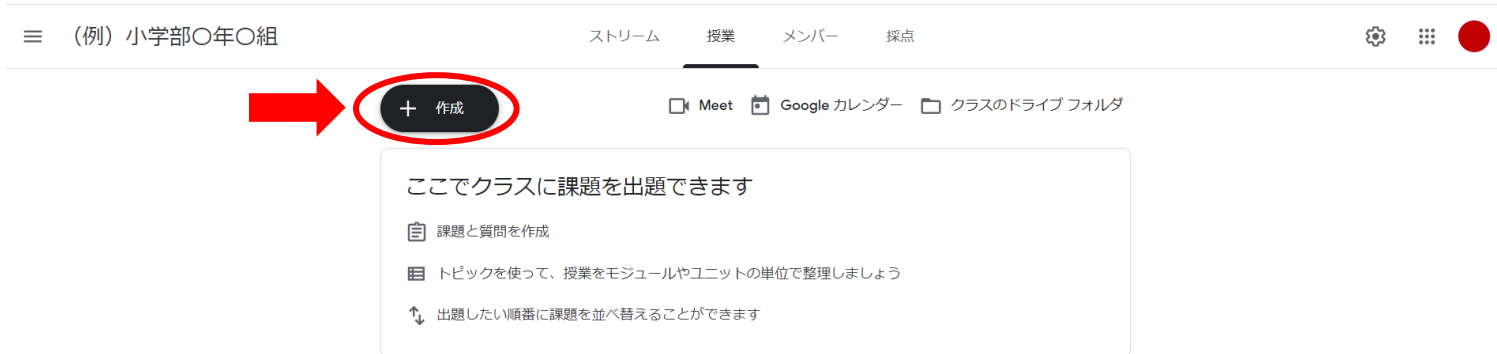 （例）小学部〇年〇組
ストリーム 授業 メンバー 採点
作成
Meet Google カレンダー クラスのドライブ フォルダ
ここでクラスに課題を出題できます
課題と質問を作成
トピックを使って、授業をモジュールやユニットの単位で整理しましょう
出題したい順番に課題を並べ替えることができます